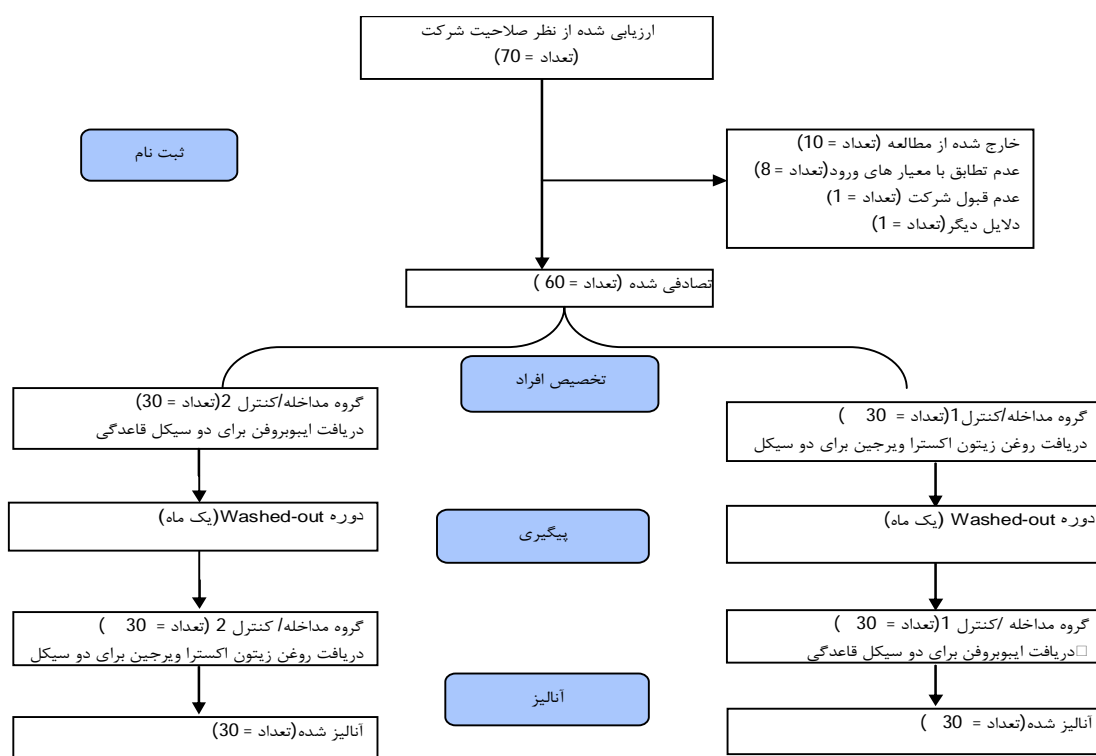 ارزیابی شده از نظر صلاحیت شرکت
(تعداد = 70)
ثبت نام
خارج شده از مطالعه (تعداد = 10)
عدم تطابق با معیار های ورود(تعداد = 8)
عدم قبول شرکت (تعداد = 1)
دلایل دیگر(تعداد = 1)
تصادفی شده (تعداد = 60 )
تخصیص افراد
گروه مداخله/کنترل1(تعداد = 30 )
دریافت روغن زیتون اکسترا ویرجین برای دو سیکل
گروه مداخله/کنترل 2(تعداد = 30)
دریافت ایبوبروفن برای دو سیکل قاعدگی
دوره Washed-out (یک ماه)
دوره Washed-out(یک ماه)
پیگیری
گروه مداخله /کنترل 1(تعداد = 30 )
□دریافت ایبوبروفن برای دو سیکل قاعدگی
گروه مداخله/ کنترل 2 (تعداد = 30 )
دریافت روغن زیتون اکسترا ویرجین برای دو سیکل
آنالیز
آنالیز شده(تعداد = 30 )
آنالیز شده(تعداد = 30)